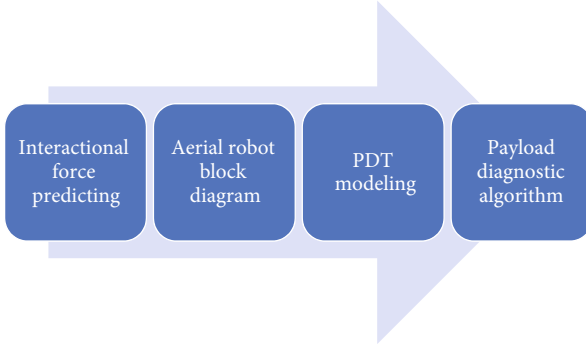 Interactional
force
predicting
Aerial robot
block
diagram
PDT
modeling
Payload
diagnostic
algorithm